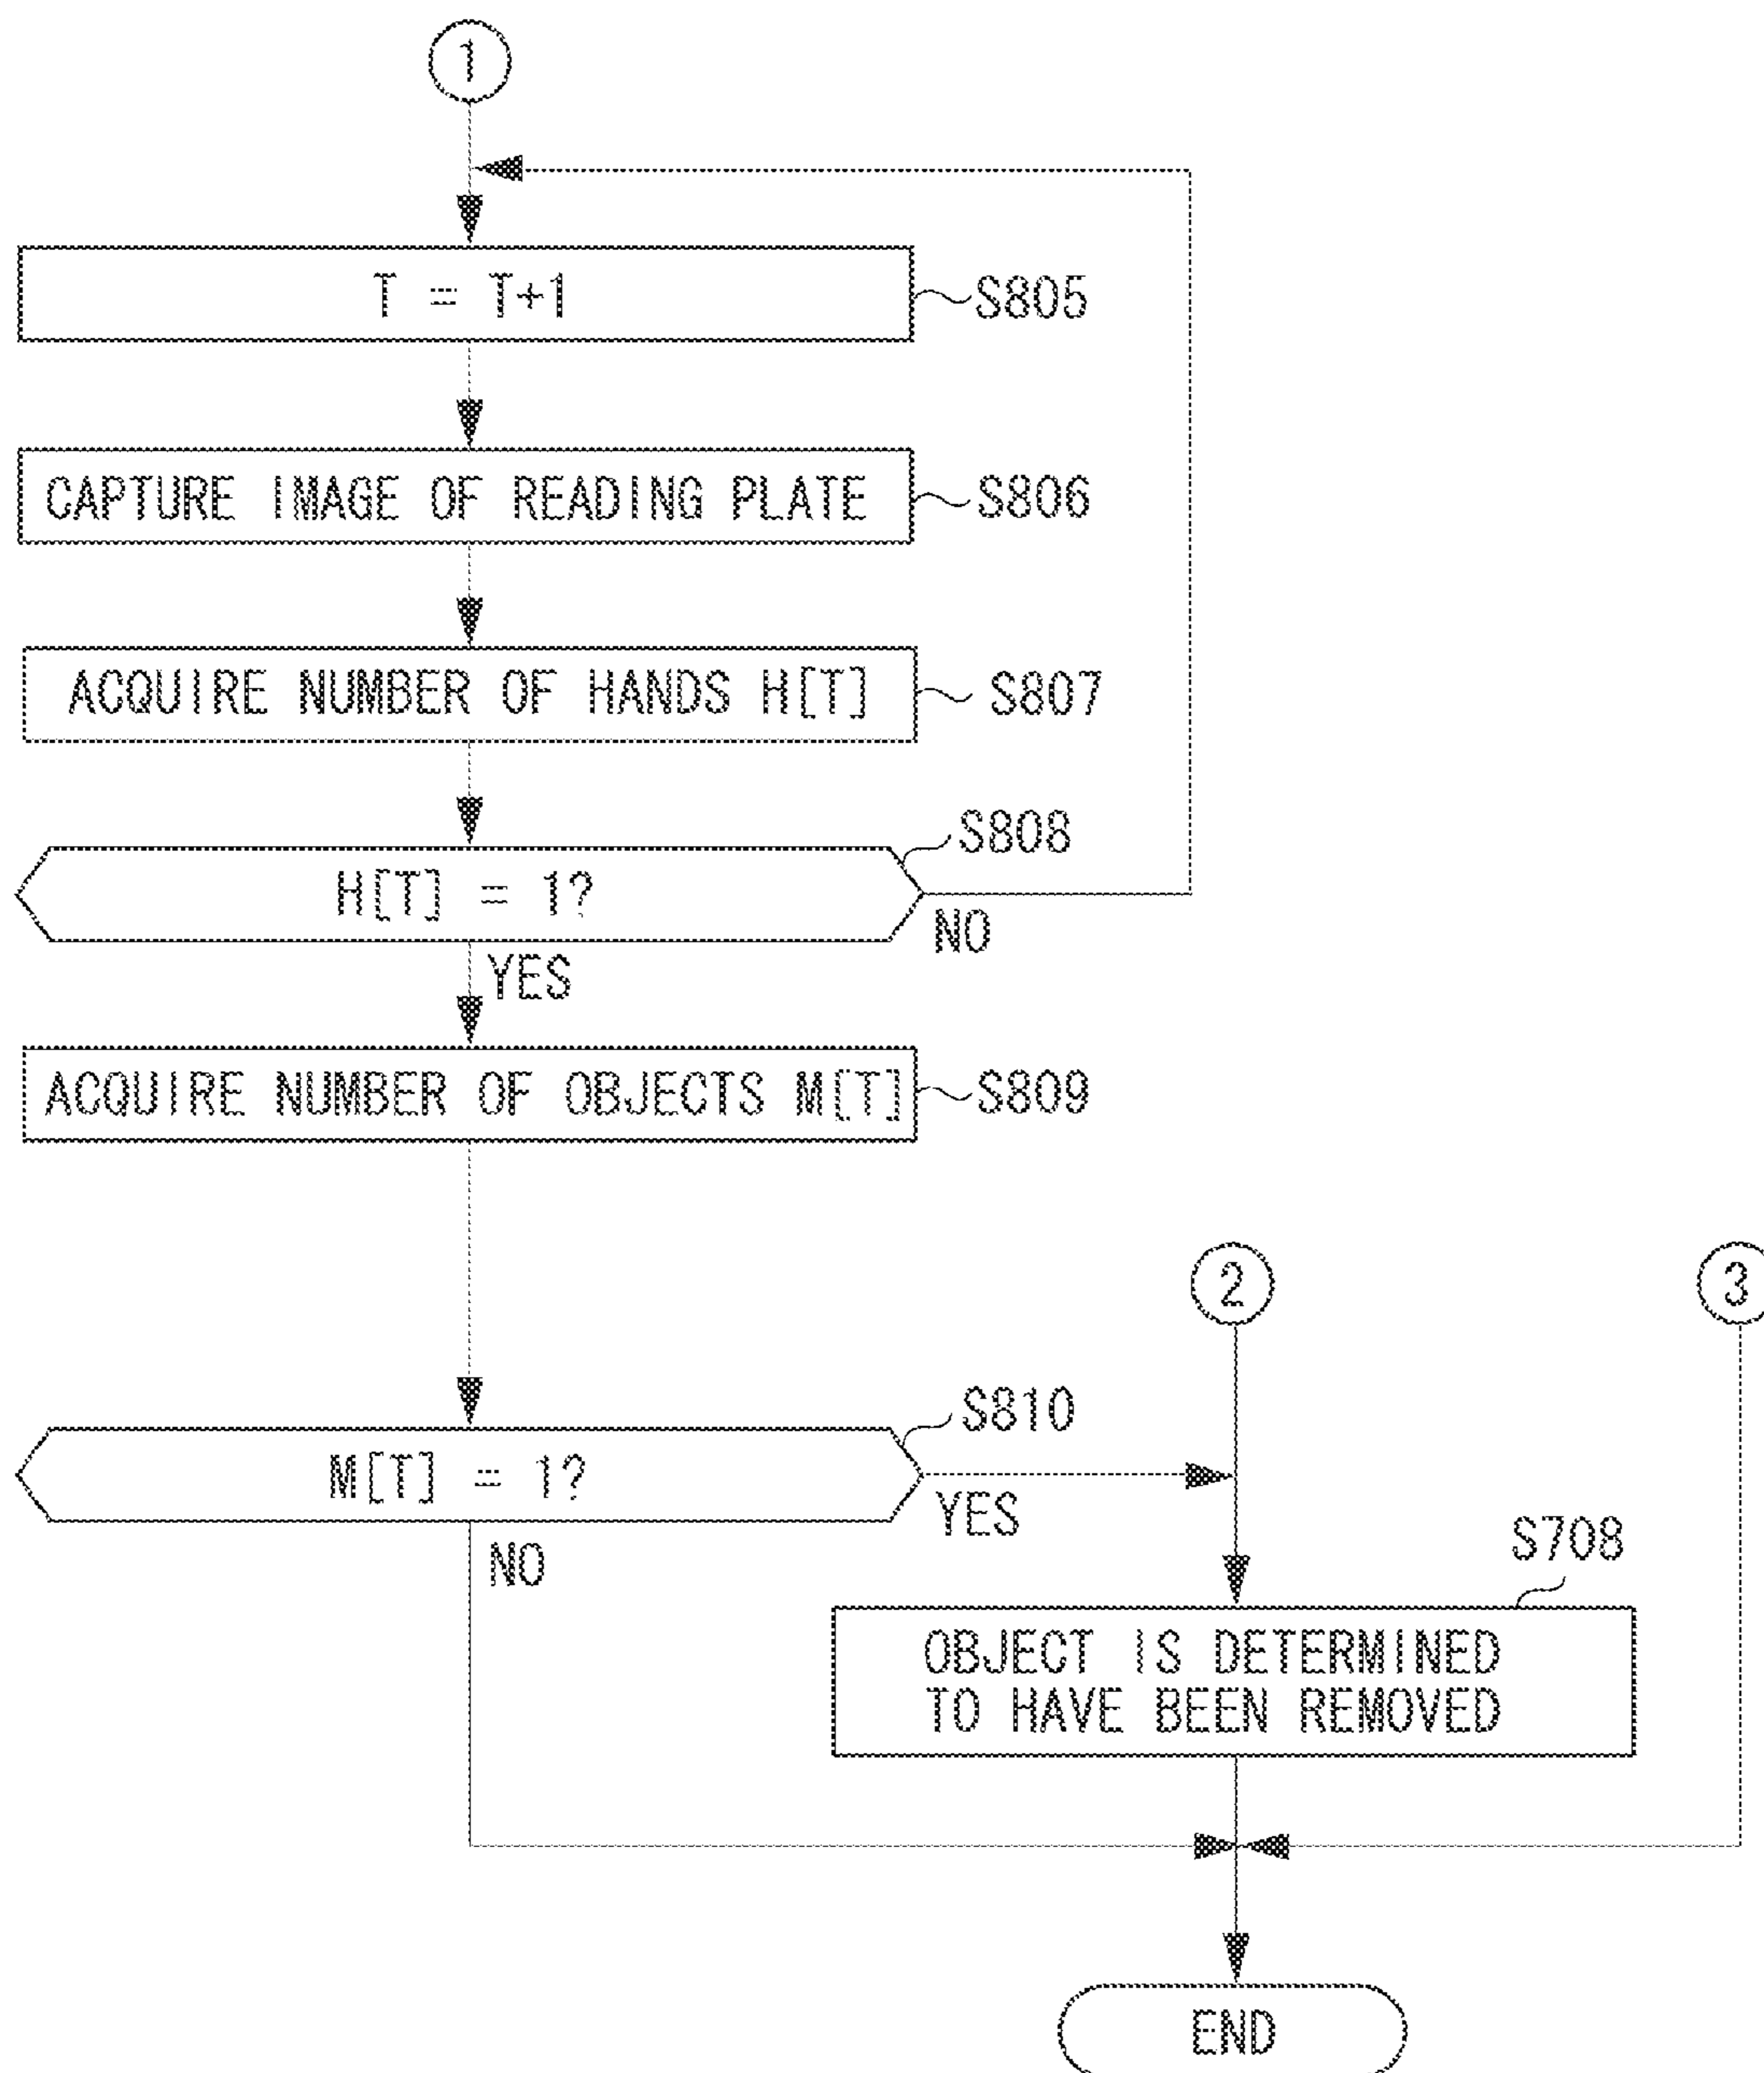 1
T = T+1
S805
CAPTURE IMAGE OF READING PLATE
S806
ACQUIRE NUMBER OF HANDS H[T]
S807
S808
H[T] = 1?
NO
YES
ACQUIRE NUMBER OF OBJECTS M[T]
S809
2
3
S810
M[T] = 1?
YES
NO
S708
OBJECT IS DETERMINED
TO HAVE BEEN REMOVED
END